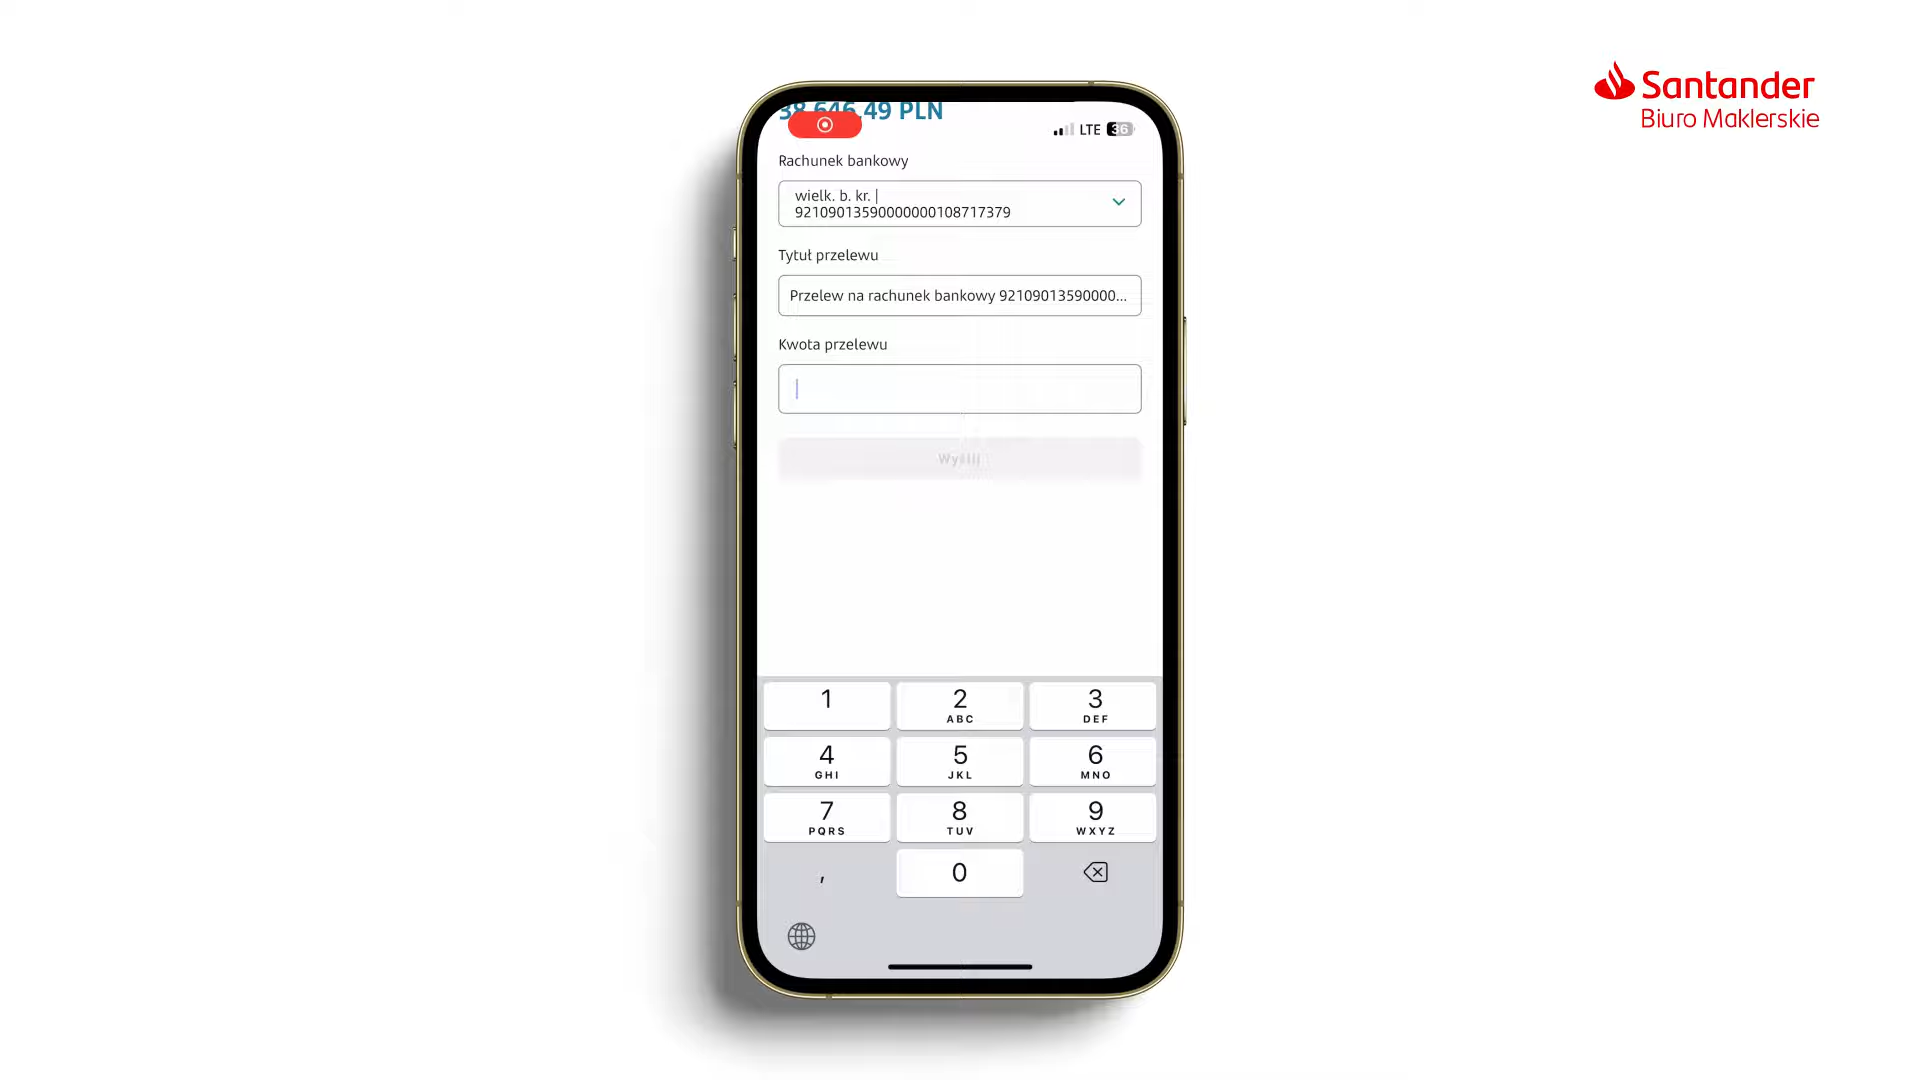 Santander
Biuro Maklerskie
38 646,49 PLN
LTE 36
Rachunek bankowy
wielk. b. kr. |
92109013590000000108717379
Tytuł przelewu
Przelew na rachunek bankowy 92109013590000...
Kwota przelewu
Wyślij
1
2
3
ABC
DEF
4
5
6
GHI
JKL
MNO
7
8
9
PQRS
TUV
WXYZ
,
0